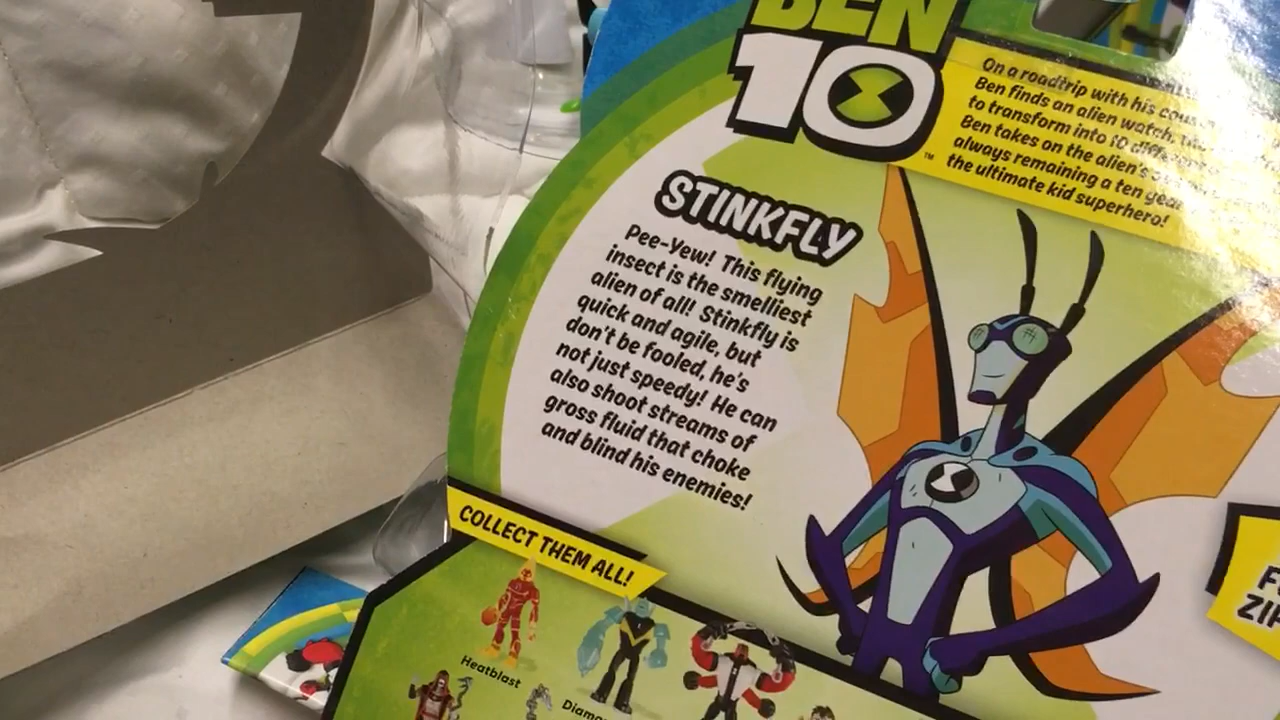 BEN
10
TM
On a roadtrip with his
Ben finds an alien watch
to transform into 10
Ben takes on the alien's
always remaining a ten year
the ultimate kid superhero!
STINKFLY
Pee-Yew! This flying
insect is the smelliest
alien of all! Stinkfly is
quick and agile, but
don't be fooled, he's
not just speedy! He can
also shoot streams of
gross fluid that choke
and blind his enemies!
COLLECT THEM ALL!
Heatblast